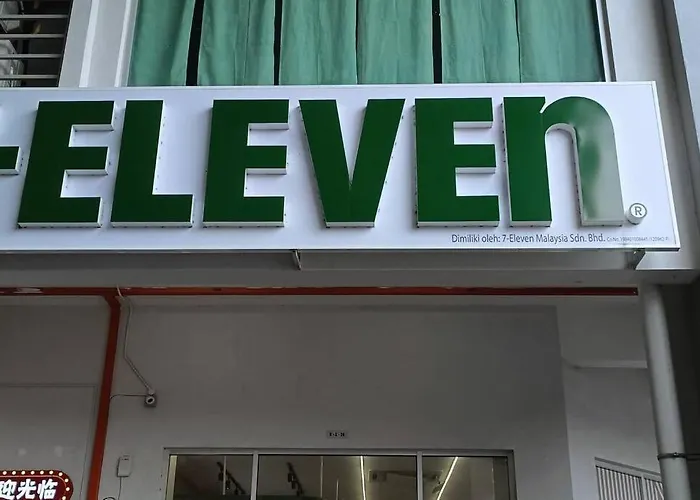 -ELEVEn®
Dimiliki oleh: 7-Eleven Malaysia Sdn. Bhd.
迎光临